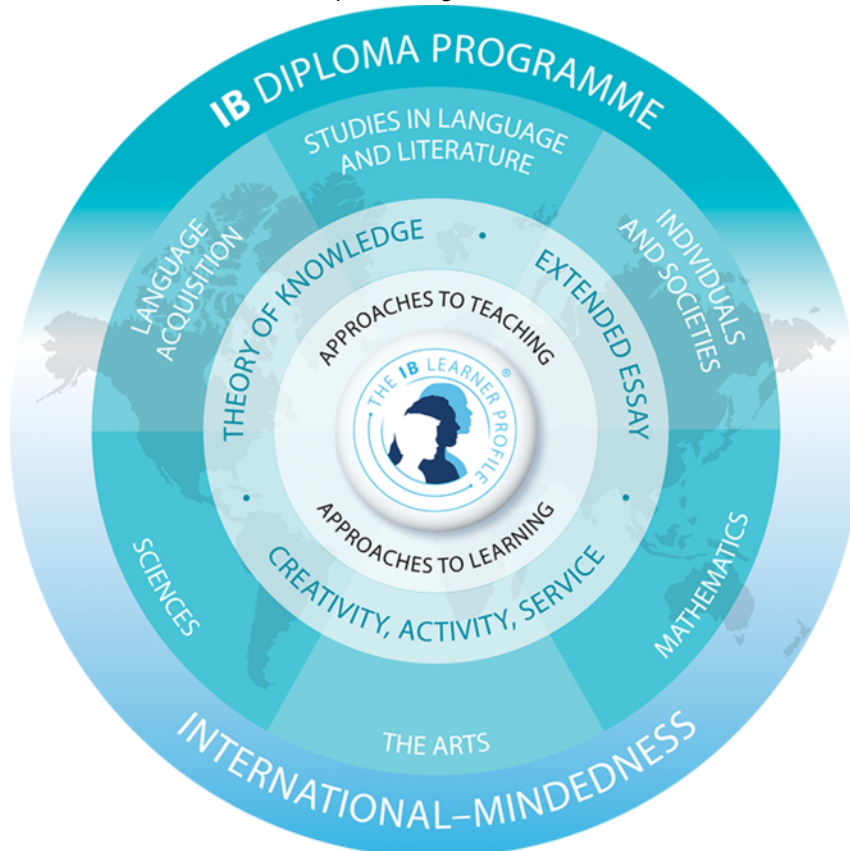 IB DIPLOMA PROGRAMME
STUDIES IN LANGUAGE
AND LITERATURE
LANGUAGE
ACQUISITION
INDIVIDUALS
AND SOCIETIES
THEORY OF KNOWLEDGE
•
EXTENDED ESSAY
APPROACHES TO TEACHING
• THE IB LEARNER PROFILE •
®
APPROACHES TO LEARNING
•
•
CREATIVITY, ACTIVITY, SERVICE
SCIENCES
MATHEMATICS
THE ARTS
INTERNATIONAL–MINDEDNESS